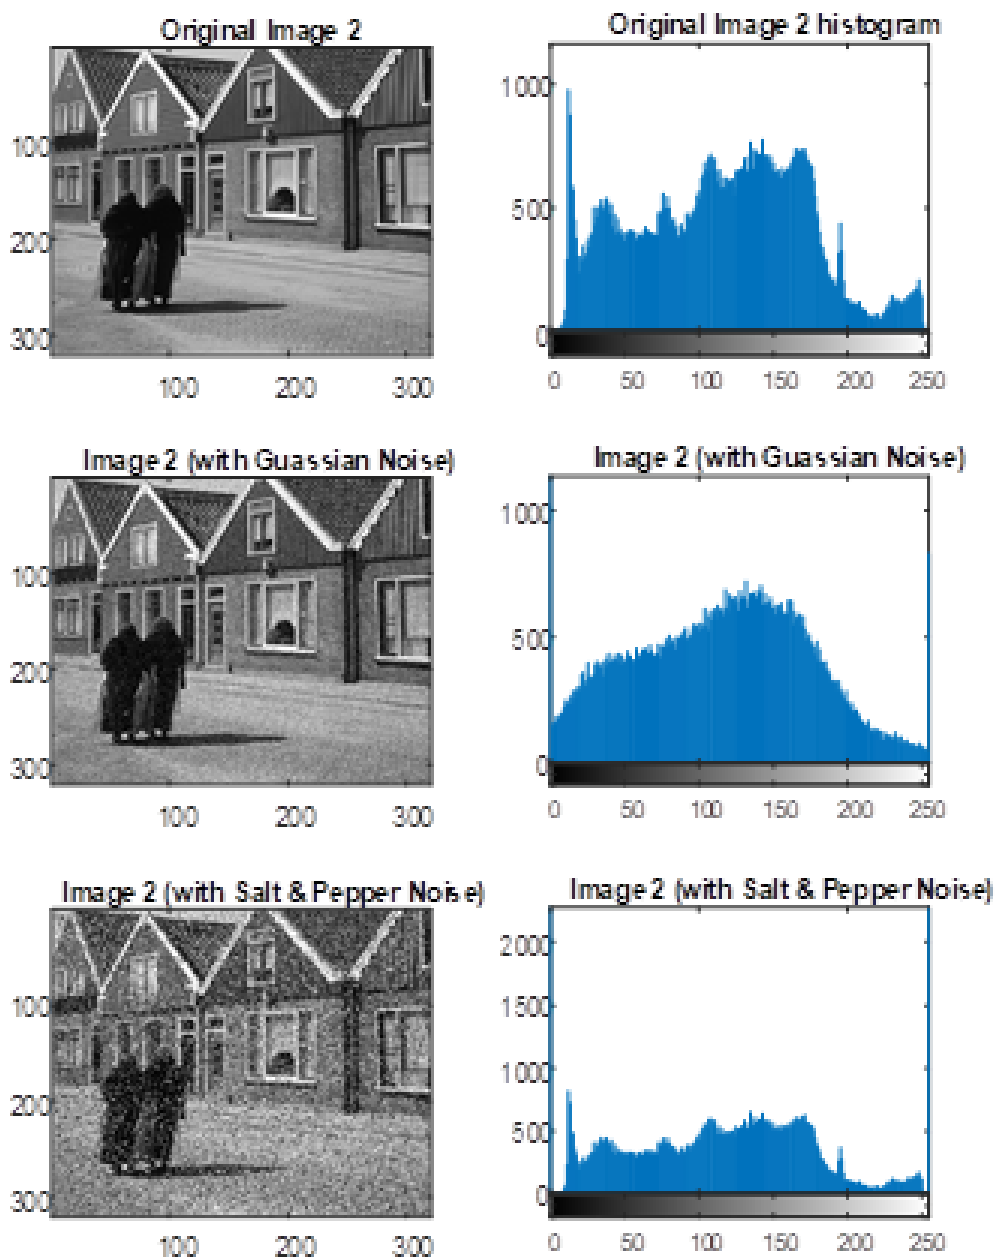 Original Image 2
Original Image 2 histogram
100
200
300
100 200 300
1000
500
0
0 50 100 150 200 250
Image 2 (with Guassian Noise)
Image 2 (with Guassian Noise)
100
200
300
100 200 300
1000
500
0
0 50 100 150 200 250
Image 2 (with Salt & Pepper Noise)
Image 2 (with Salt & Pepper Noise)
100
200
300
100 200 300
2000
1500
1000
500
0
0 50 100 150 200 250